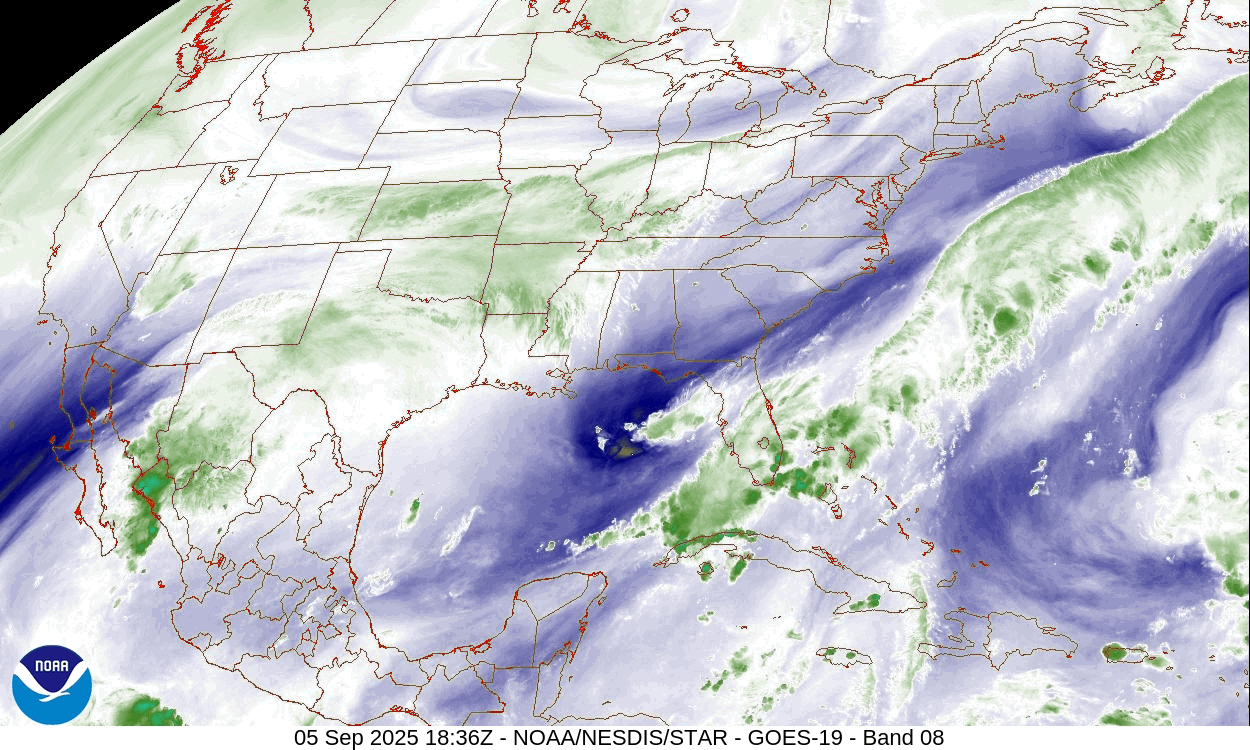 NOAA
05 Sep 2025 18:36Z - NOAA/NESDIS/STAR - GOES-19 - Band 08